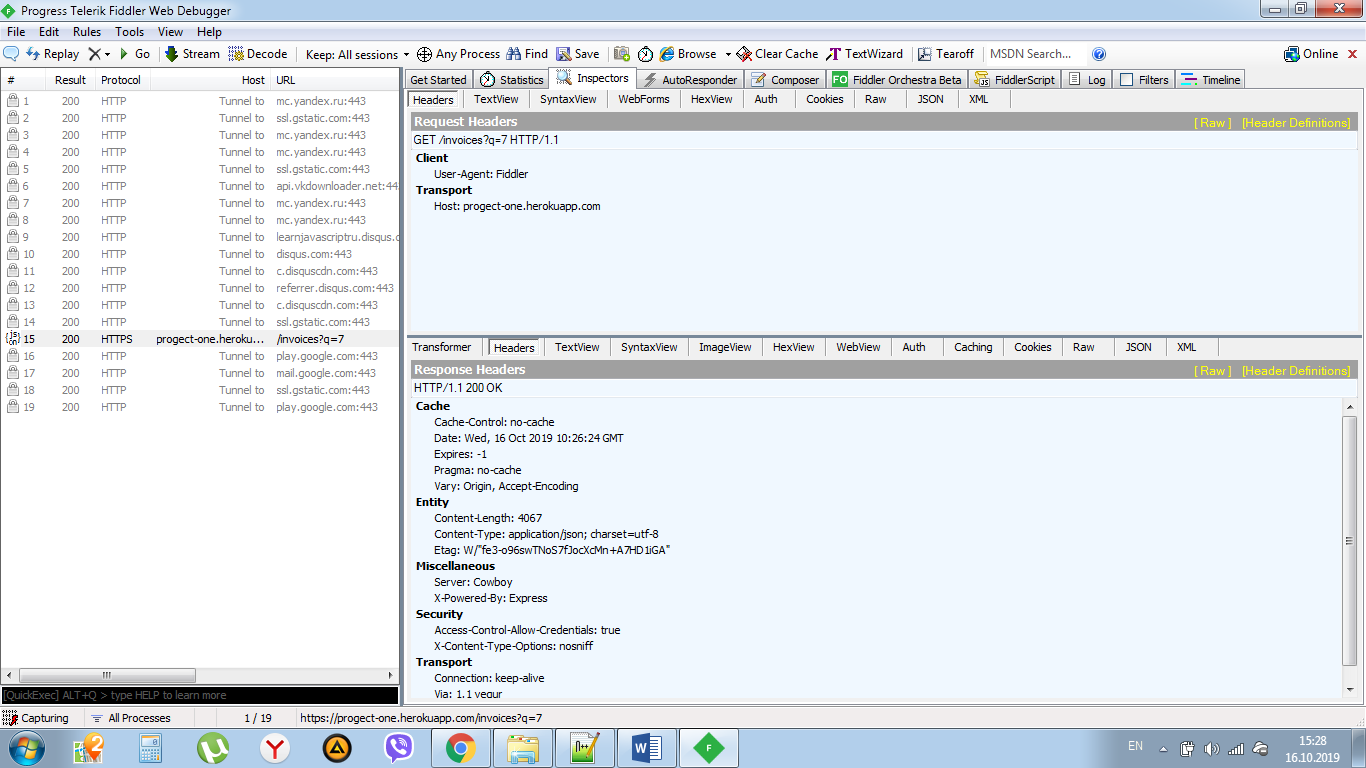 Progress Telerik Fiddler Web Debugger
File Edit Rules Tools View Help
Replay Go Stream Decode Keep: All sessions Any Process Find Save Browse Clear Cache TextWizard Tearoff MSDN Search... Online
# Result Protocol Host URL
1 200 HTTP Tunnel to mc.yandex.ru:443
2 200 HTTP Tunnel to ssl.gstatic.com:443
3 200 HTTP Tunnel to mc.yandex.ru:443
4 200 HTTP Tunnel to mc.yandex.ru:443
5 200 HTTP Tunnel to ssl.gstatic.com:443
6 200 HTTP Tunnel to api.vkdownloader.net:44
7 200 HTTP Tunnel to mc.yandex.ru:443
8 200 HTTP Tunnel to mc.yandex.ru:443
9 200 HTTP Tunnel to learnjavascriptru.disqus.c
10 200 HTTP Tunnel to disqus.com:443
11 200 HTTP Tunnel to c.disquscdn.com:443
12 200 HTTP Tunnel to referrer.disqus.com:443
13 200 HTTP Tunnel to c.disquscdn.com:443
14 200 HTTP Tunnel to ssl.gstatic.com:443
15 200 HTTPS progect-one.heroku... /invoices?q=7
16 200 HTTP Tunnel to play.google.com:443
17 200 HTTP Tunnel to mail.google.com:443
18 200 HTTP Tunnel to ssl.gstatic.com:443
19 200 HTTP Tunnel to play.google.com:443
[QuickExec] ALT+Q > type HELP to learn more
Get Started Statistics Inspectors AutoResponder Composer FO Fiddler Orchestra Beta FiddlerScript Log Filters Timeline
Headers TextView SyntaxView WebForms HexView Auth Cookies Raw JSON XML
Request Headers [ Raw ] [Header Definitions]
GET /invoices?q=7 HTTP/1.1
Client
User-Agent: Fiddler
Transport
Host: progect-one.herokuapp.com
Transformer Headers TextView SyntaxView ImageView HexView WebView Auth Caching Cookies Raw JSON XML
Response Headers [ Raw ] [Header Definitions]
HTTP/1.1 200 OK
Cache
Cache-Control: no-cache
Date: Wed, 16 Oct 2019 10:26:24 GMT
Expires: -1
Pragma: no-cache
Vary: Origin, Accept-Encoding
Entity
Content-Length: 4067
Content-Type: application/json; charset=utf-8
Etag: W/"fe3-o96swTNoS7fJocXcMn+A7HD1iGA"
Miscellaneous
Server: Cowboy
X-Powered-By: Express
Security
Access-Control-Allow-Credentials: true
X-Content-Type-Options: nosniff
Transport
Connection: keep-alive
Via: 1.1 vegur
Capturing All Processes 1 / 19 https://progect-one.herokuapp.com/invoices?q=7
EN 15:28
16.10.2019